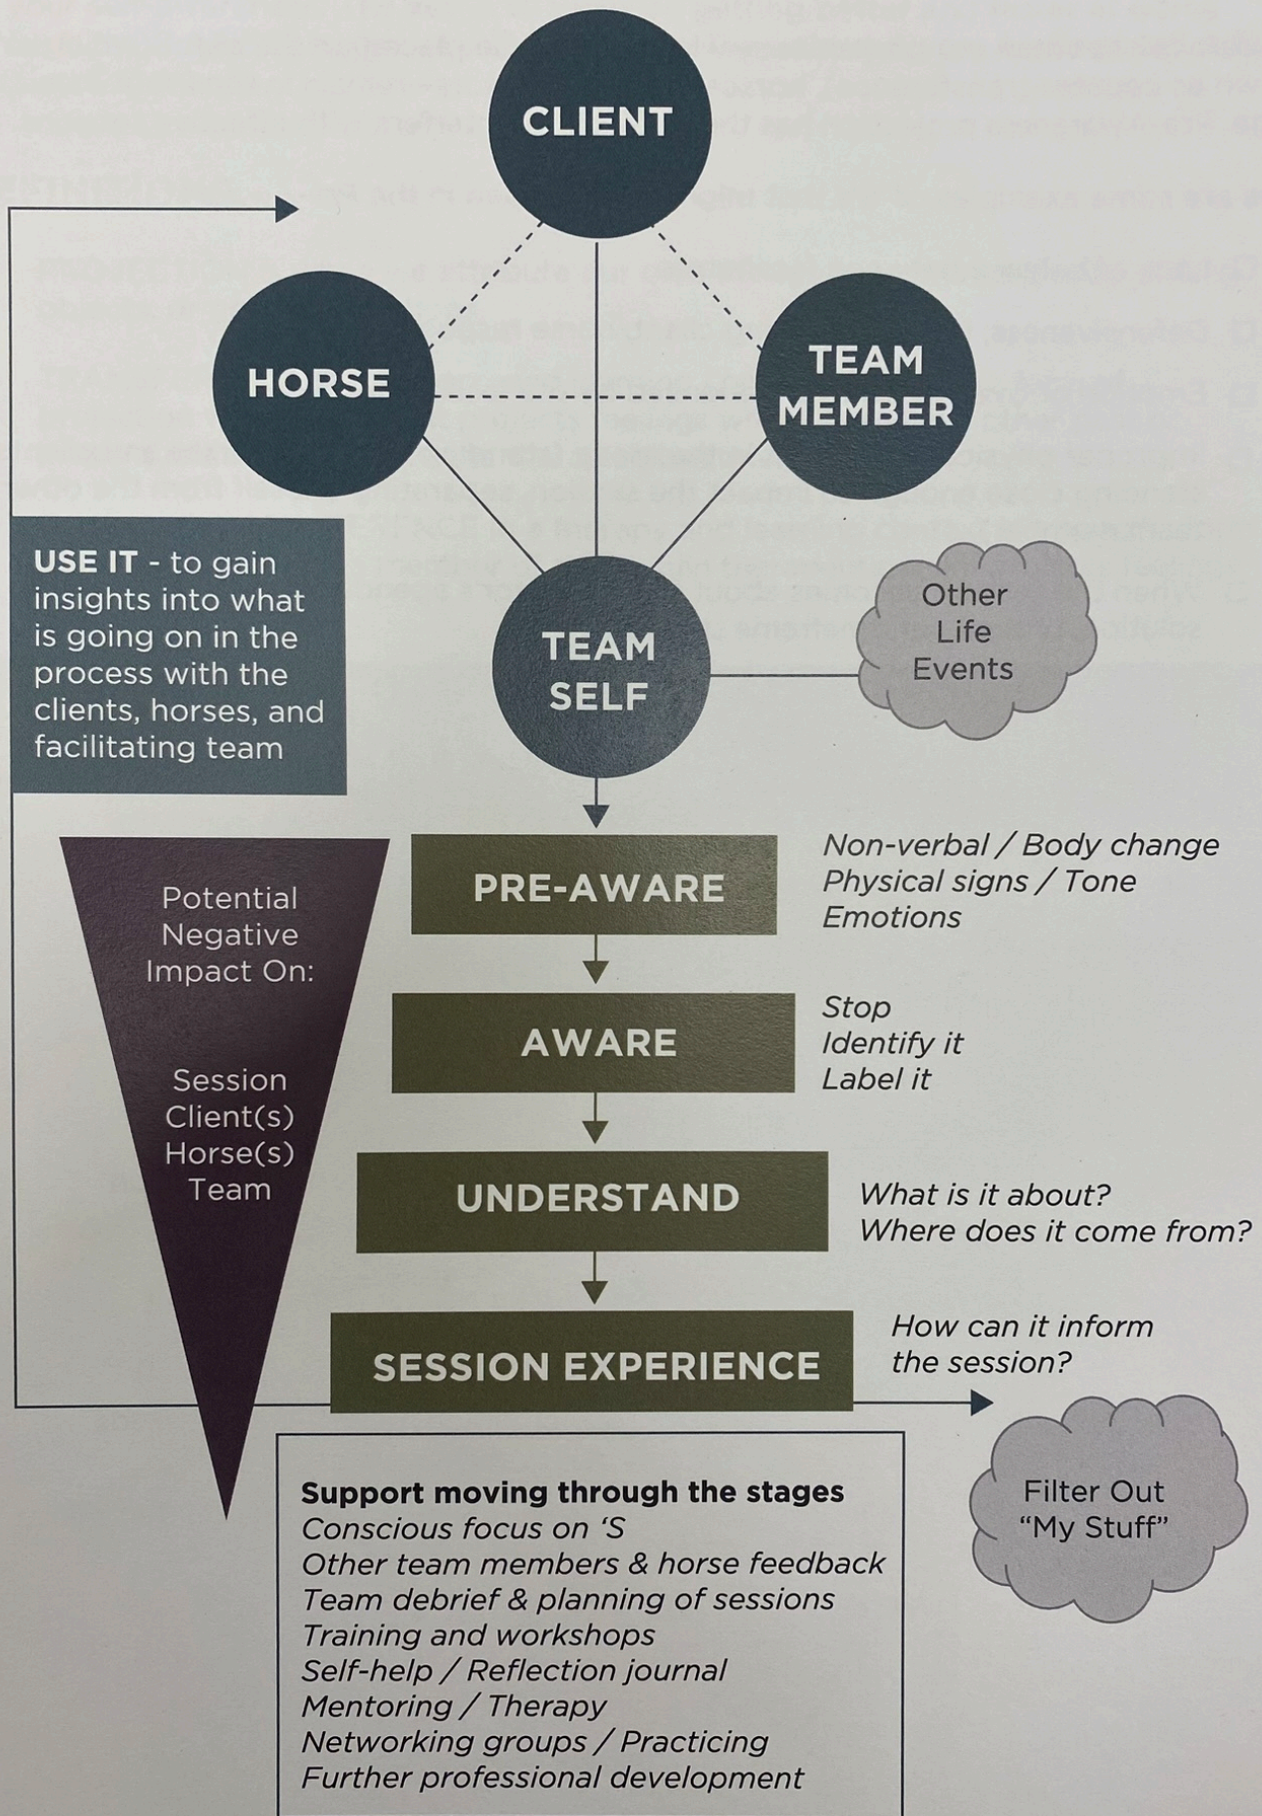 CLIENT
HORSE
TEAM
MEMBER
USE IT - to gain
insights into what
is going on in the
process with the
clients, horses, and
facilitating team
TEAM
SELF
Other
Life
Events
Potential
Negative
Impact On:
Session
Client(s)
Horse(s)
Team
PRE-AWARE
Non-verbal / Body change
Physical signs / Tone
Emotions
AWARE
Stop
Identify it
Label it
UNDERSTAND
What is it about?
Where does it come from?
SESSION EXPERIENCE
How can it inform
the session?
Filter Out
“My Stuff”
Support moving through the stages
Conscious focus on ‘S
Other team members & horse feedback
Team debrief & planning of sessions
Training and workshops
Self-help / Reflection journal
Mentoring / Therapy
Networking groups / Practicing
Further professional development